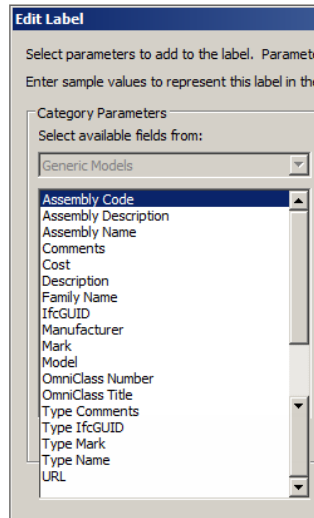 Edit Label
Select parameters to add to the label. Paramet
Enter sample values to represent this label in th
Category Parameters
Select available fields from:
Generic Models
Assembly Code
Assembly Description
Assembly Name
Comments
Cost
Description
Family Name
IfcGUID
Manufacturer
Mark
Model
OmniClass Number
OmniClass Title
Type Comments
Type IfcGUID
Type Mark
Type Name
URL